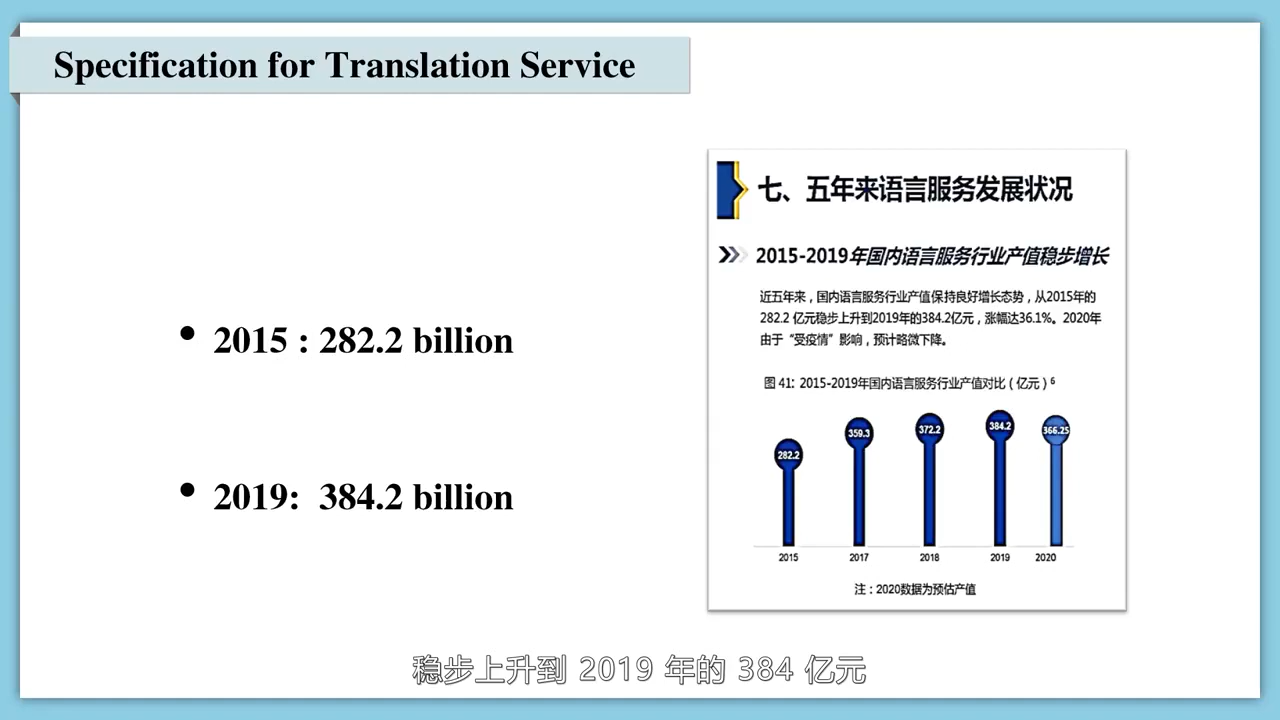 Specification for Translation Service
• 2015 : 282.2 billion
• 2019: 384.2 billion
七、五年来语言服务发展状况
2015-2019年国内语言服务行业产值稳步增长
近五年来，国内语言服务行业产值保持良好增长态势，从2015年的
282.2 亿元稳步上升到2019年的384.2亿元，涨幅达36.1%。2020年
由于“受疫情”影响，预计略微下降。
图 41: 2015-2019年国内语言服务行业产值对比（亿元）6
282.2 359.3 372.2 384.2 366.25
2015 2017 2018 2019 2020
注：2020数据为预估产值
稳步上升到 2019 年的 384 亿元